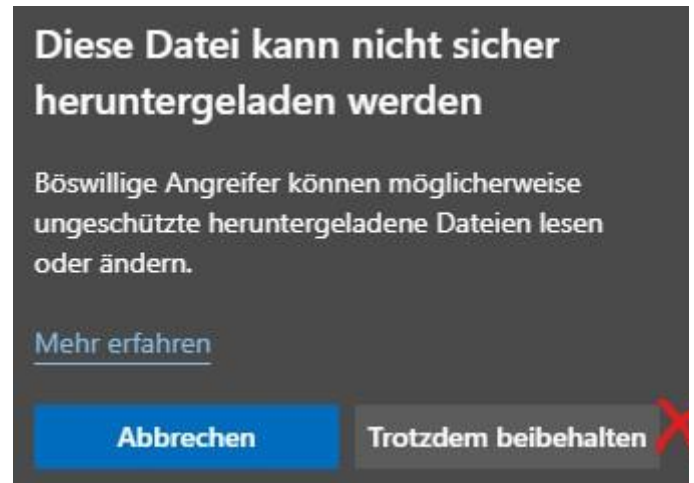 Diese Datei kann nicht sicher
heruntergeladen werden
Böswillige Angreifer können möglicherweise
ungeschützte heruntergeladene Dateien lesen
oder ändern.
Mehr erfahren
Abbrechen
Trotzdem beibehalten